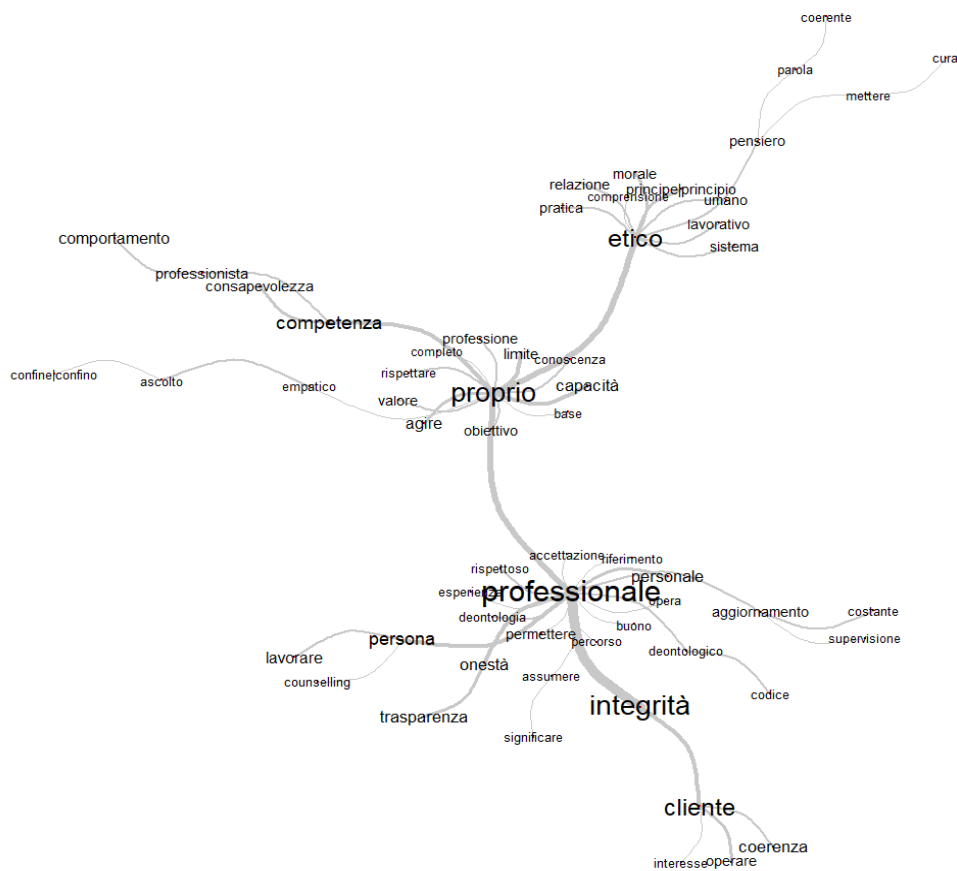 coerente
cura
parola
mettere
pensiero
morale
relazione
principe|principio
comprensione
umano
pratica
lavorativo
etico
sistema
comportamento
professionista
consapevolezza
competenza
professione
completo
limite
conoscenza
confine|confino
ascolto
rispettare
empatico
proprio
capacità
valore
base
agire
obiettivo
accettazione
riferimento
rispettoso
personale
esperienza
professionale
opera
aggiornamento
costante
deontologia
buono
supervisione
permettere
percorso
persona
deontologico
lavorare
onestà
counselling
assumere
codice
integrità
trasparenza
significare
cliente
coerenza
interesse
operare